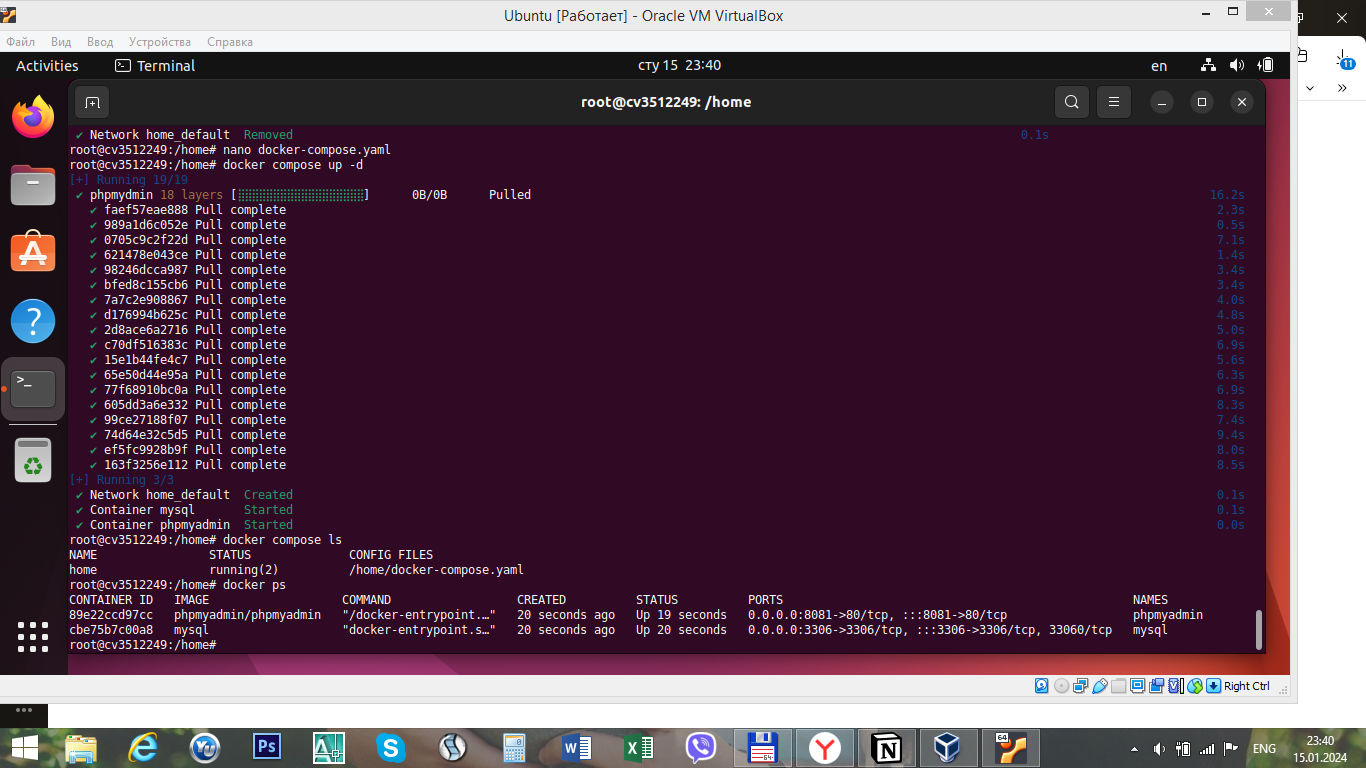 Ubuntu [Работает] - Oracle VM VirtualBox
Файл Вид Ввод Устройства Справка
11
Activities Terminal сту 15 23:40 en
root@cv3512249: /home
✔ Network home_default Removed 0.1s
root@cv3512249:/home# nano docker-compose.yaml
root@cv3512249:/home# docker compose up -d
[+] Running 19/19
✔ phpmydmin 18 layers [⣿⣿⣿⣿⣿⣿⣿⣿⣿⣿⣿⣿⣿⣿⣿⣿⣿⣿] 0B/0B Pulled 16.2s
✔ faef57eae888 Pull complete 2.3s
✔ 989a1d6c052e Pull complete 0.5s
✔ 0705c9c2f22d Pull complete 7.1s
✔ 621478e043ce Pull complete 1.4s
✔ 98246dcca987 Pull complete 3.4s
✔ bfed8c155cb6 Pull complete 3.4s
✔ 7a7c2e908867 Pull complete 4.0s
✔ d176994b625c Pull complete 4.8s
✔ 2d8ace6a2716 Pull complete 5.0s
✔ c70df516383c Pull complete 6.9s
✔ 15e1b44fe4c7 Pull complete 5.6s
✔ 65e50d44e95a Pull complete 6.3s
✔ 77f68910bc0a Pull complete 6.9s
✔ 605dd3a6e332 Pull complete 8.3s
✔ 99ce27188f07 Pull complete 7.4s
✔ 74d64e32c5d5 Pull complete 9.4s
✔ ef5fc9928b9f Pull complete 8.0s
✔ 163f3256e112 Pull complete 8.5s
[+] Running 3/3
✔ Network home_default Created 0.1s
✔ Container mysql Started 0.1s
✔ Container phpmyadmin Started 0.0s
root@cv3512249:/home# docker compose ls
NAME STATUS CONFIG FILES
home running(2) /home/docker-compose.yaml
root@cv3512249:/home# docker ps
CONTAINER ID IMAGE COMMAND CREATED STATUS PORTS NAMES
89e22ccd97cc phpmyadmin/phpmyadmin "/docker-entrypoint.…" 20 seconds ago Up 19 seconds 0.0.0.0:8081->80/tcp, :::8081->80/tcp phpmyadmin
cbe75b7c00a8 mysql "docker-entrypoint.s…" 20 seconds ago Up 20 seconds 0.0.0.0:3306->3306/tcp, :::3306->3306/tcp, 33060/tcp mysql
root@cv3512249:/home#
Right Ctrl
ENG
23:40
15.01.2024